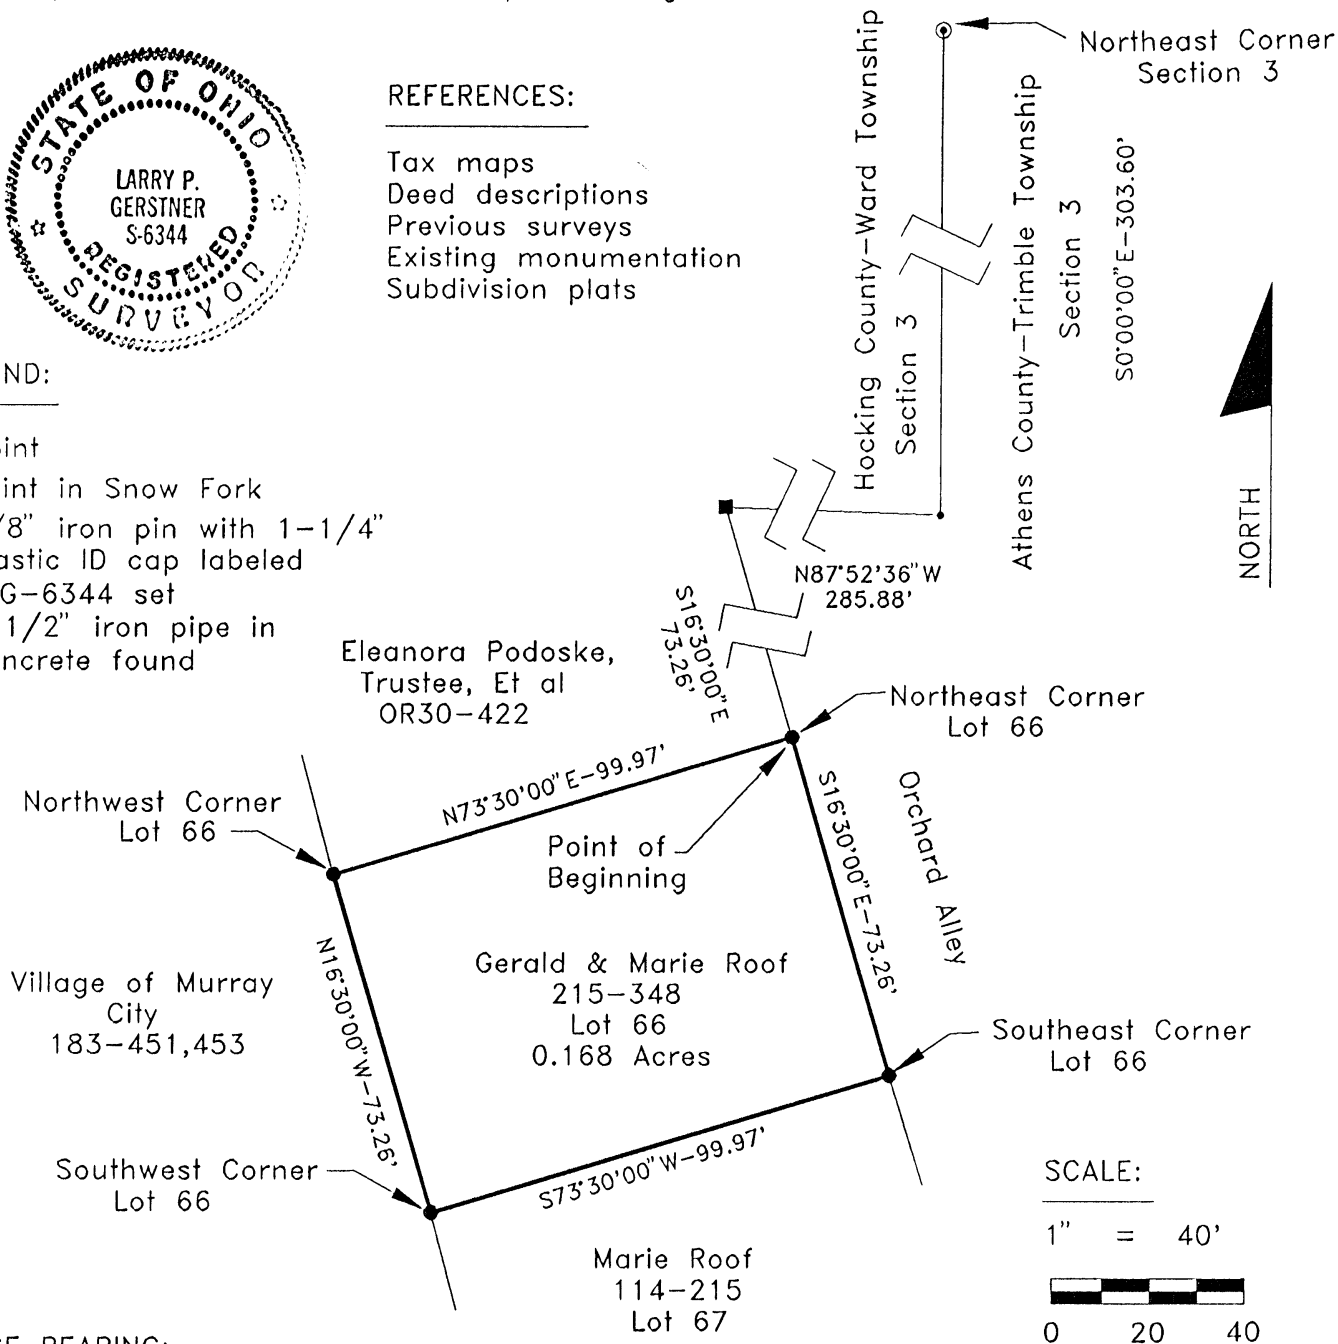 Northeast Corner
Section 3
STATE OF OHIO
LARRY P.
GERSTNER
S-6344
REGISTERED
SURVEYOR
REFERENCES:
Tax maps
Deed descriptions
Previous surveys
Existing monumentation
Subdivision plats
Hocking County-Ward Township
Section 3
Athens County-Trimble Township
Section 3
S0°00'00"E-303.60'
NORTH
ND:
int
int in Snow Fork
/8" iron pin with 1-1/4"
astic ID cap labeled
G-6344 set
1/2" iron pipe in
ncrete found
N87°52'36"W
285.88'
S16°30'00"E
73.26'
Eleanora Podoske,
Trustee, Et al
OR30-422
Northeast Corner
Lot 66
N73°30'00"E-99.97'
Northwest Corner
Lot 66
Point of
Beginning
S16°30'00"E-73.26'
Orchard Alley
N16°30'00"W-73.26'
Village of Murray
City
183-451,453
Gerald & Marie Roof
215-348
Lot 66
0.168 Acres
Southeast Corner
Lot 66
Southwest Corner
Lot 66
S73°30'00"W-99.97'
Marie Roof
114-215
Lot 67
SCALE:
1" = 40'
0 20 40